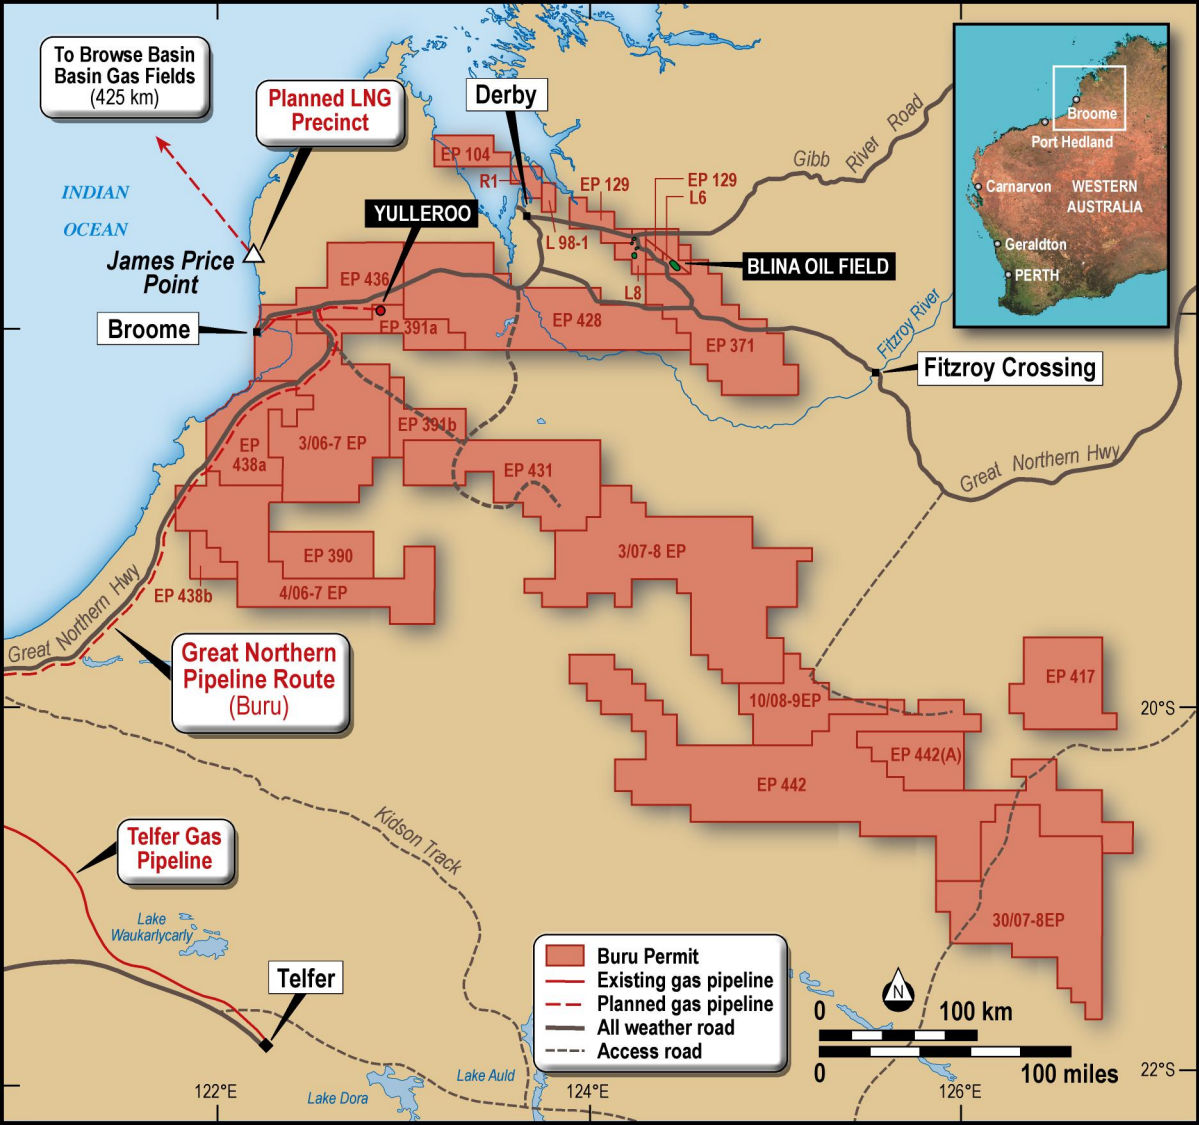 To Browse Basin
Basin Gas Fields
(425 km)
Planned LNG
Precinct
Derby
Gibb River Road
Broome
Port Hedland
Carnarvon
WESTERN
AUSTRALIA
Geraldton
PERTH
INDIAN
OCEAN
EP 104
R1
EP 129
EP 129
L6
YULLEROO
L 98-1
James Price
Point
BLINA OIL FIELD
EP 436
L8
Broome
EP 391a
EP 428
EP 371
Fitzroy River
Fitzroy Crossing
EP 391b
3/06-7 EP
EP
438a
EP 431
Great Northern Hwy
EP 390
3/07-8 EP
EP 438b
4/06-7 EP
Great Northern Hwy
Great Northern
Pipeline Route
(Buru)
EP 417
10/08-9EP
20°S
EP 442(A)
EP 442
Kidson Track
Telfer Gas
Pipeline
Lake
Waukarlycarly
30/07-8EP
Telfer
Buru Permit
Existing gas pipeline
Planned gas pipeline
All weather road
Access road
N
0 100 km
0 100 miles
Lake Auld
Lake Dora
122°E
124°E
126°E
22°S